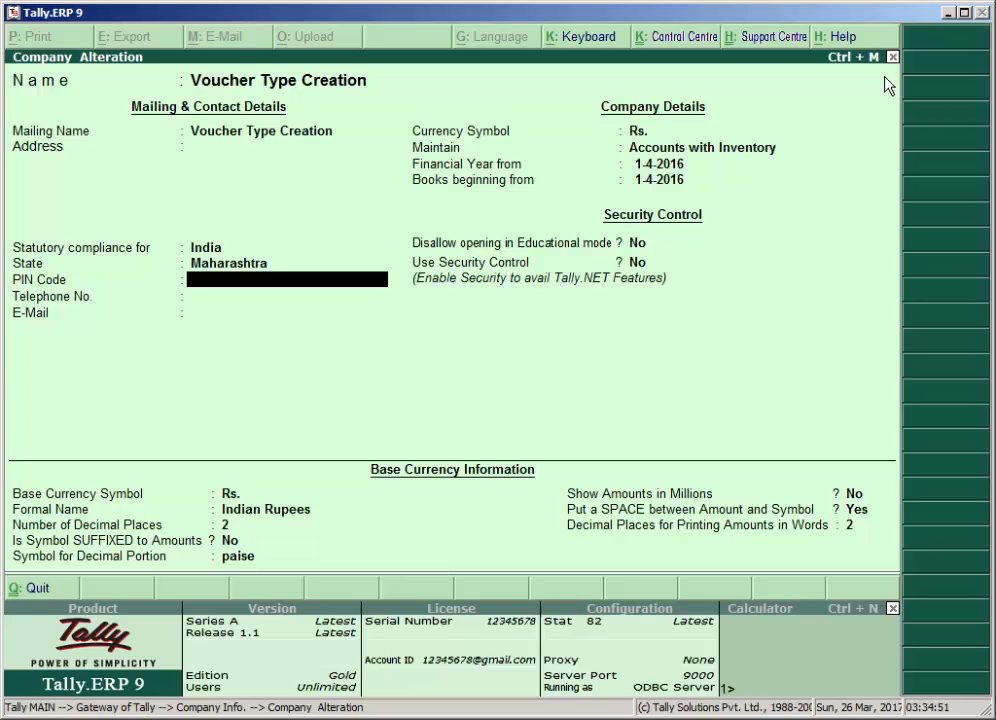 Tally.ERP 9
P: Print E: Export M: E-Mail O: Upload G: Language K: Keyboard K: Control Centre H: Support Centre H: Help
Company Alteration Ctrl + M
Name : Voucher Type Creation
Mailing & Contact Details
Company Details
Mailing Name : Voucher Type Creation
Currency Symbol : Rs.
Address :
Maintain : Accounts with Inventory
Financial Year from : 1-4-2016
Books beginning from : 1-4-2016
Security Control
Disallow opening in Educational mode ? No
Statutory compliance for : India
Use Security Control ? No
State : Maharashtra
(Enable Security to avail Tally.NET Features)
PIN Code
Telephone No. :
E-Mail :
Base Currency Information
Base Currency Symbol : Rs.
Show Amounts in Millions ? No
Formal Name : Indian Rupees
Put a SPACE between Amount and Symbol ? Yes
Number of Decimal Places : 2
Decimal Places for Printing Amounts in Words : 2
Is Symbol SUFFIXED to Amounts ? No
Symbol for Decimal Portion : paise
Q: Quit
Product Version License Configuration Calculator Ctrl + N
Tally
POWER OF SIMPLICITY
Tally.ERP 9
Series A Latest
Release 1.1 Latest
Edition Gold
Users Unlimited
Serial Number 12345678
Account ID 12345678@gmail.com
Stat 82 Latest
Proxy None
Server Port 9000
Running as ODBC Server
1>
Tally MAIN --> Gateway of Tally --> Company Info. --> Company Alteration (c) Tally Solutions Pvt. Ltd., 1988-200 Sun, 26 Mar, 2017 03:34:51